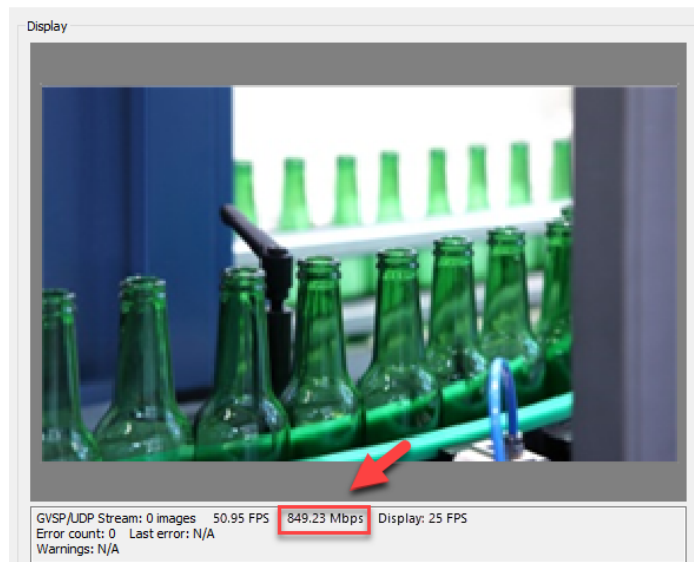 Display
GVSP/UDP Stream: 0 images 50.95 FPS 849.23 Mbps Display: 25 FPS
Error count: 0 Last error: N/A
Warnings: N/A